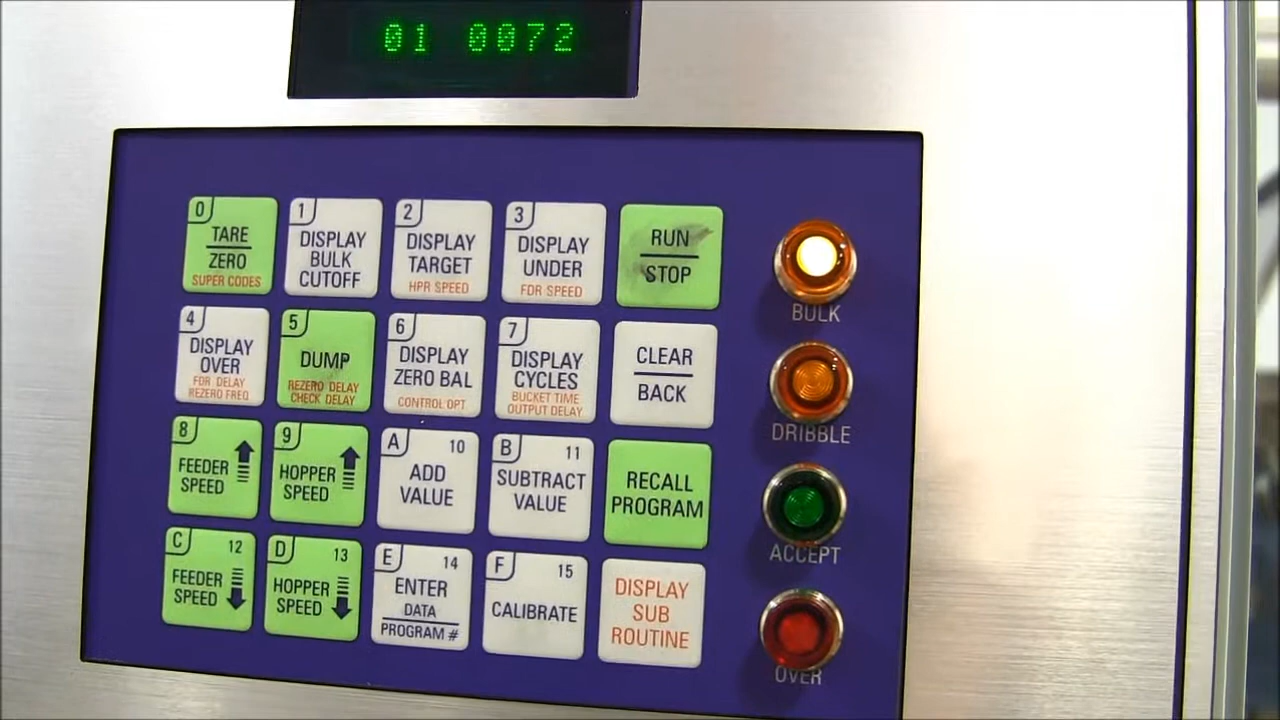 01 0072
0
TARE
ZERO
SUPER CODES
1
DISPLAY
BULK
CUTOFF
2
DISPLAY
TARGET
HPR SPEED
3
DISPLAY
UNDER
FDR SPEED
RUN
STOP
BULK
4
DISPLAY
OVER
FDR DELAY
REZERO FREQ
5
DUMP
REZERO DELAY
CHECK DELAY
6
DISPLAY
ZERO BAL
CONTROL OPT
7
DISPLAY
CYCLES
BUCKET TIME
OUTPUT DELAY
CLEAR
BACK
DRIBBLE
8
FEEDER
SPEED
9
HOPPER
SPEED
A 10
ADD
VALUE
B 11
SUBTRACT
VALUE
RECALL
PROGRAM
ACCEPT
C 12
FEEDER
SPEED
D 13
HOPPER
SPEED
E 14
ENTER
DATA
PROGRAM #
F 15
CALIBRATE
DISPLAY
SUB
ROUTINE
OVER